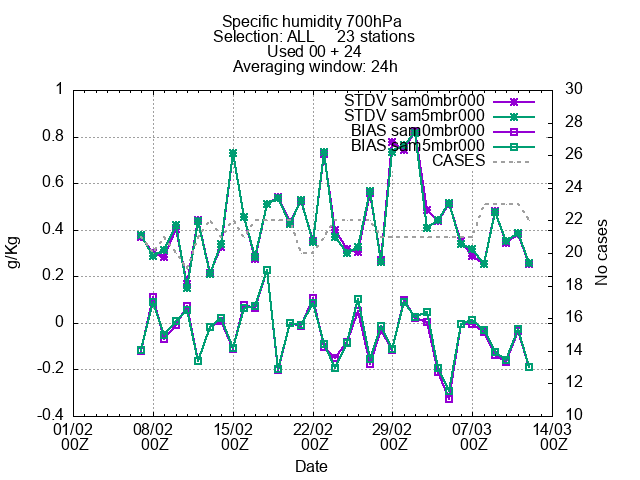 Specific humidity 700hPa
Selection: ALL 23 stations
Used 00 + 24
Averaging window: 24h
STDV sam0mbr000
STDV sam5mbr000
BIAS sam0mbr000
BIAS sam5mbr000
CASES
1
0.8
0.6
0.4
0.2
0
-0.2
-0.4
g/Kg
30
28
26
24
22
20
18
16
14
12
10
No cases
01/02 08/02 15/02 22/02 29/02 07/03 14/03
00Z 00Z 00Z 00Z 00Z 00Z 00Z
Date